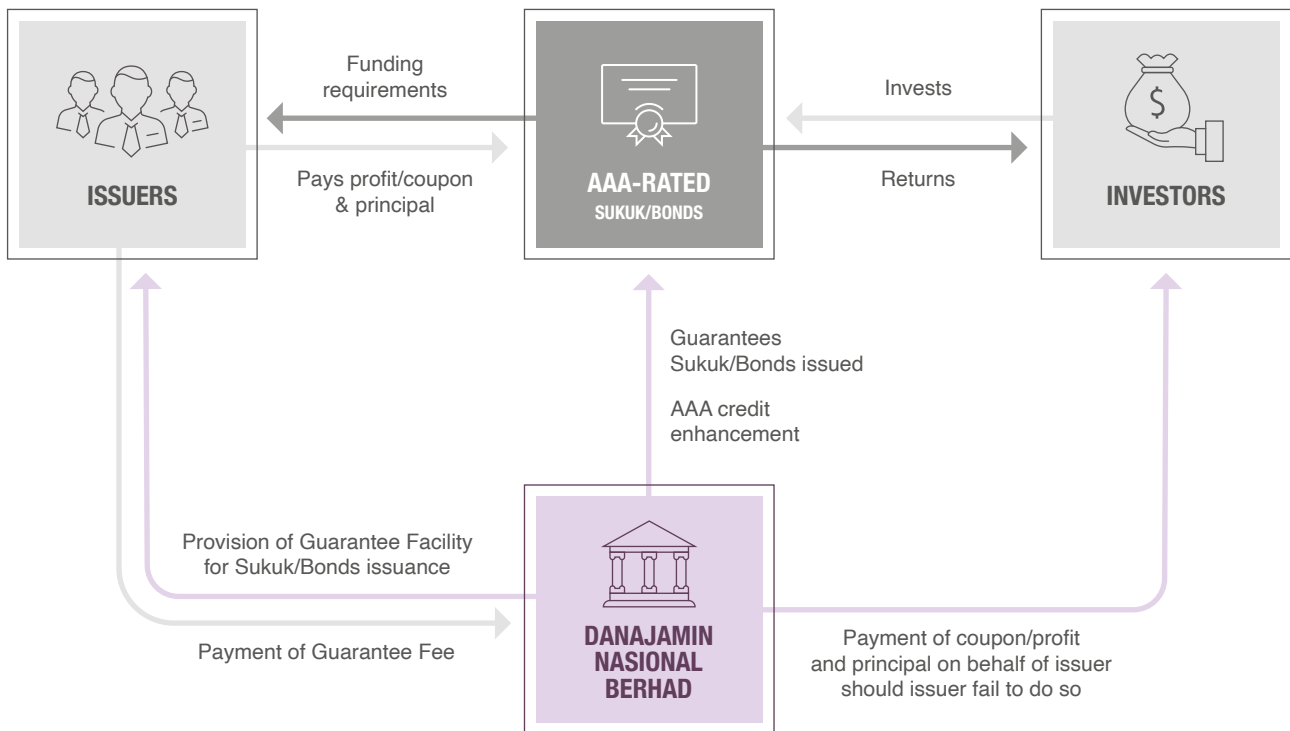 Funding
requirements
Invests
$
ISSUERS
Pays profit/coupon
& principal
AAA-RATED
SUKUK/BONDS
Returns
INVESTORS
Guarantees
Sukuk/Bonds issued
AAA credit
enhancement
Provision of Guarantee Facility
for Sukuk/Bonds issuance
Payment of Guarantee Fee
DANAJAMIN
NASIONAL
BERHAD
Payment of coupon/profit
and principal on behalf of issuer
should issuer fail to do so